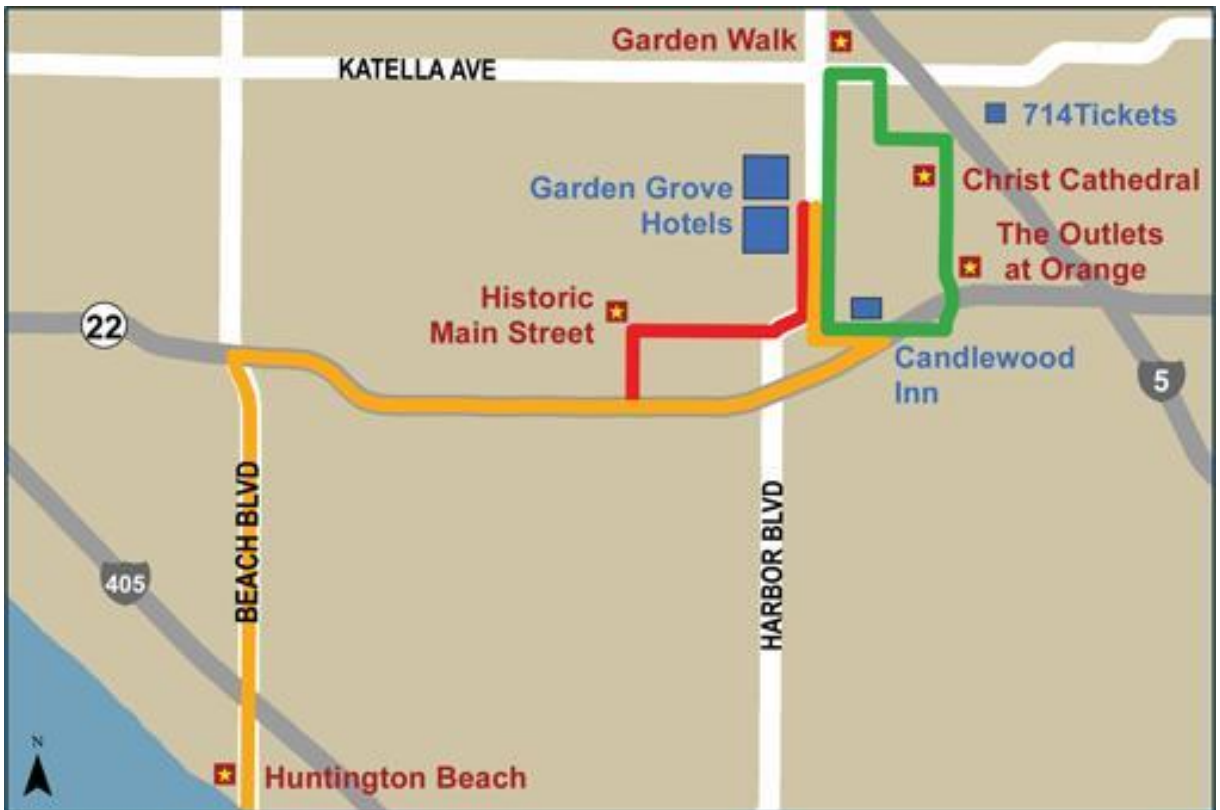 Garden Walk
KATELLA AVE
714Tickets
Garden Grove
Hotels
Christ Cathedral
The Outlets
at Orange
Historic
Main Street
22
Candlewood
Inn
5
BEACH BLVD
HARBOR BLVD
405
N
Huntington Beach